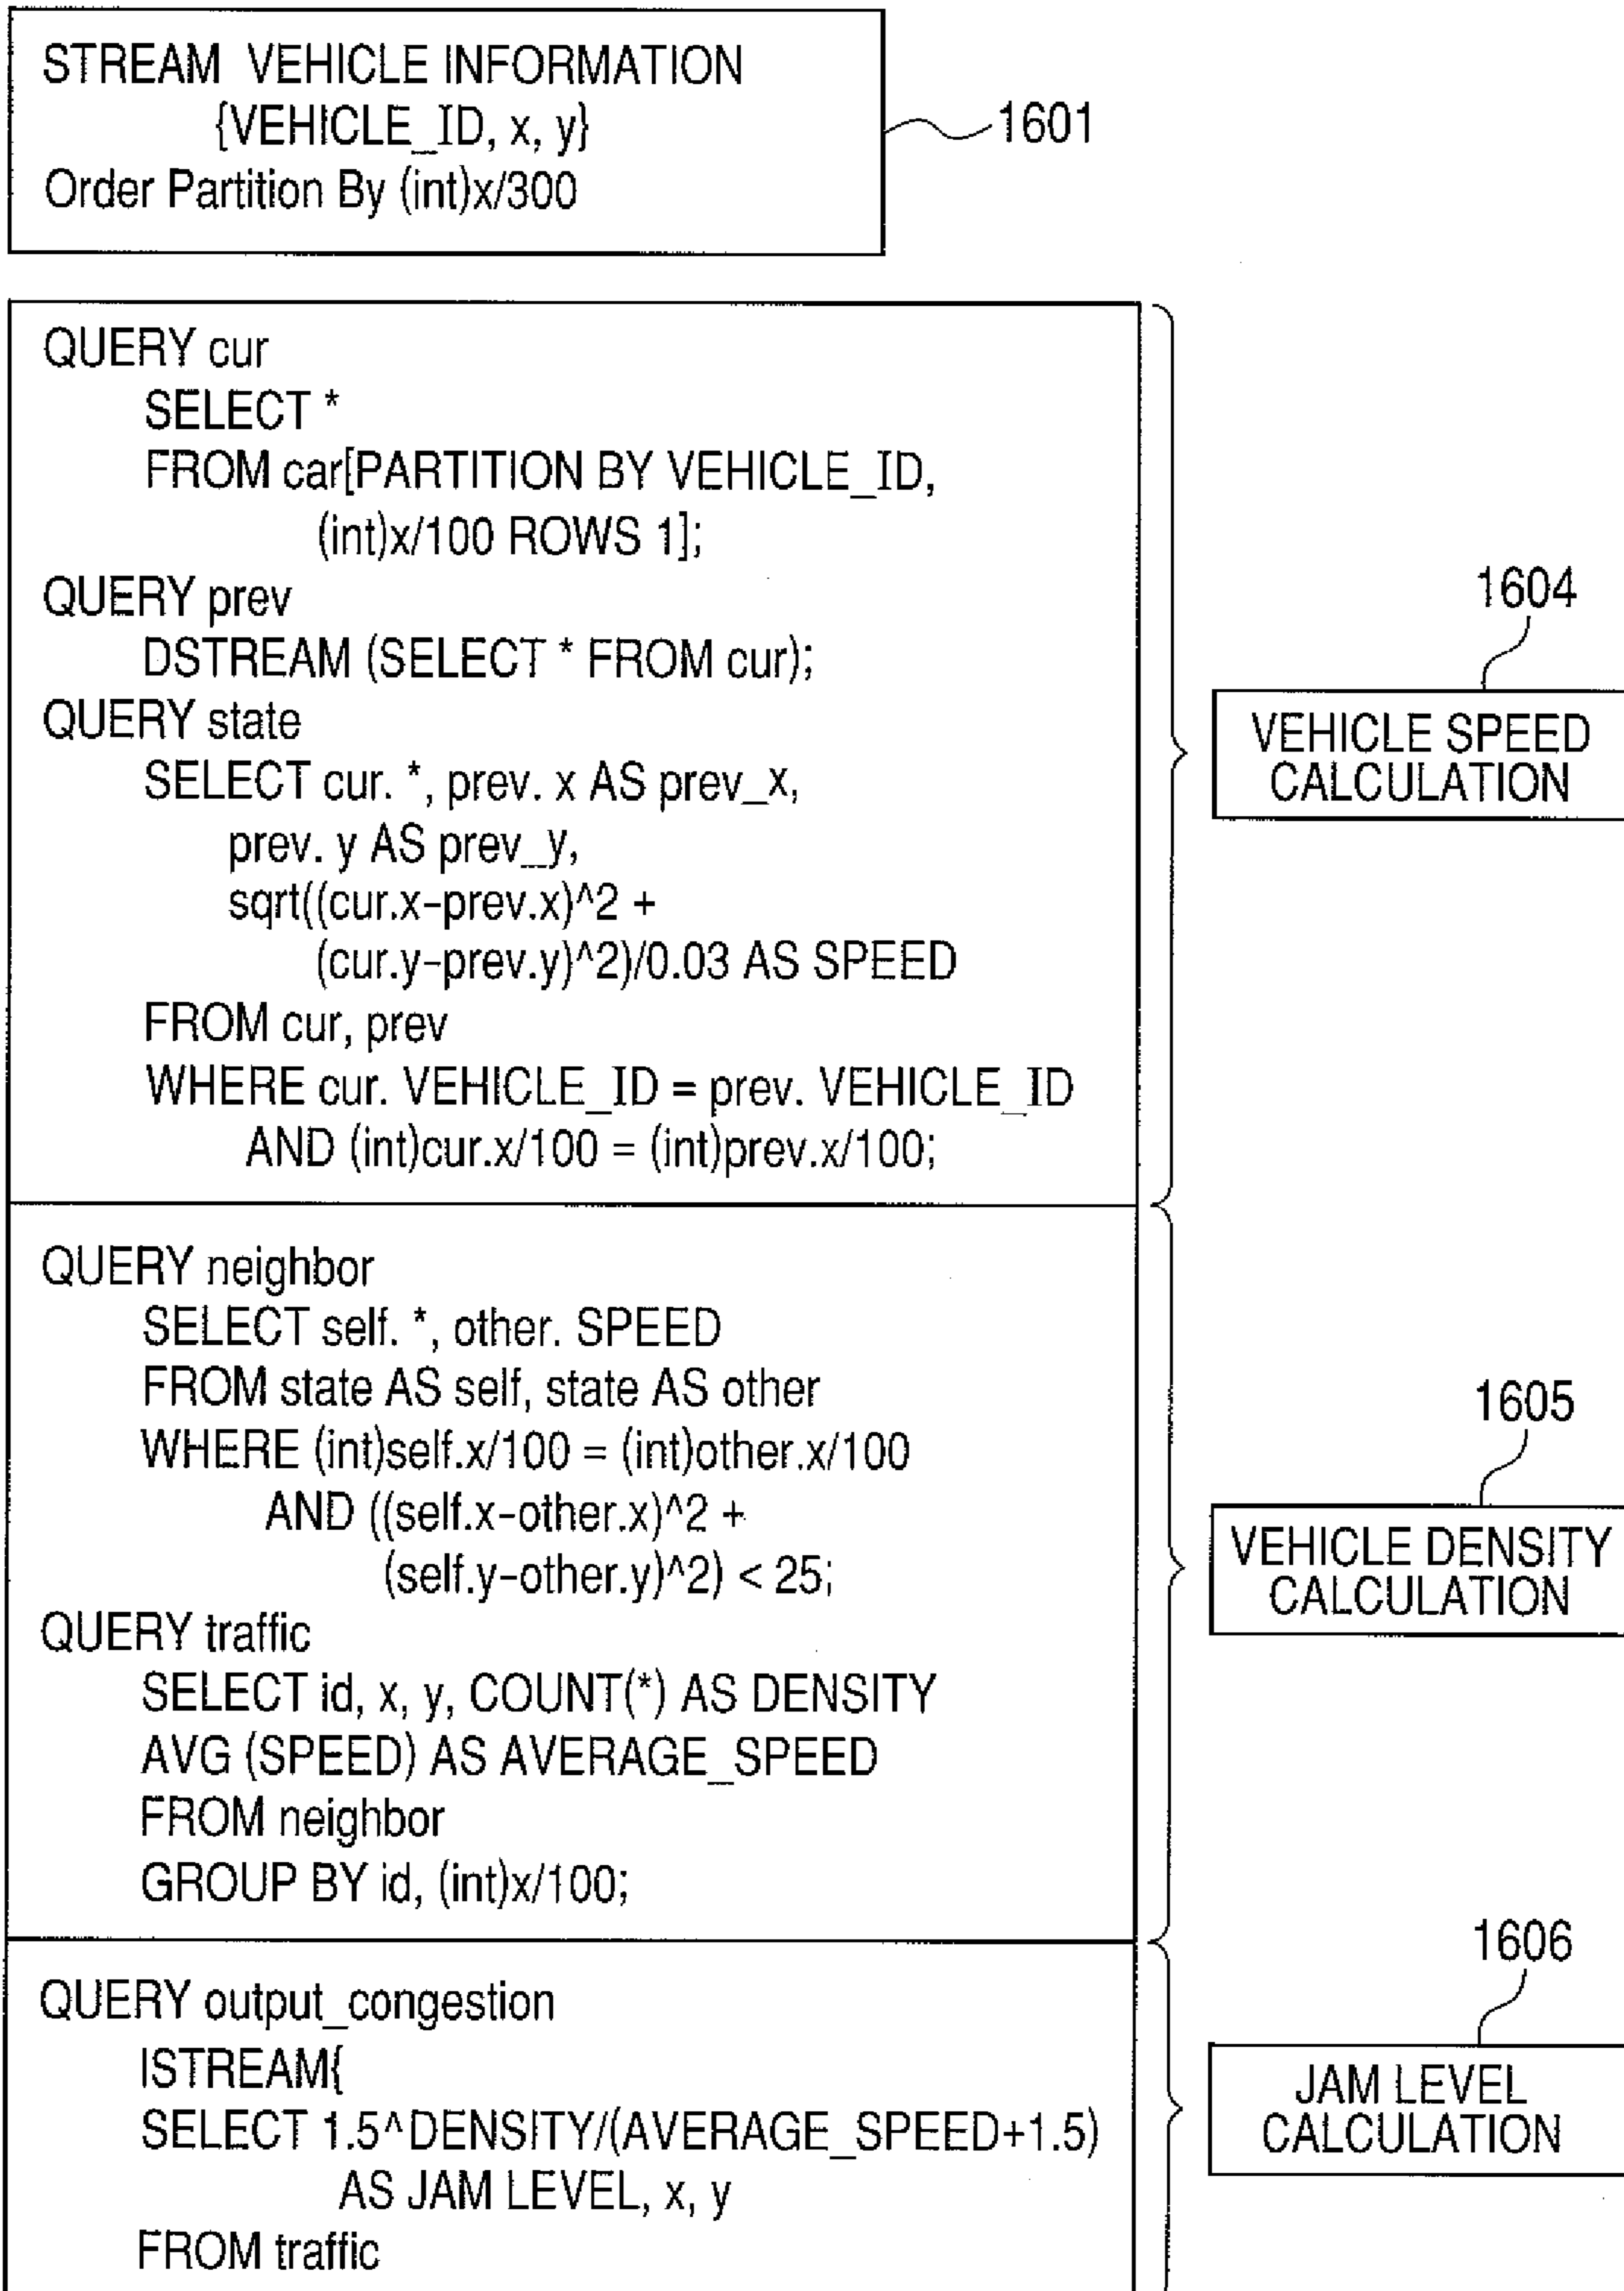 STREAM VEHICLE INFORMATION
{VEHICLE_ID, x, y}
Order Partition By (int)x/300
1601
QUERY cur
SELECT *
FROM car[PARTITION BY VEHICLE_ID,
(int)x/100 ROWS 1];
QUERY prev
DSTREAM (SELECT * FROM cur);
QUERY state
SELECT cur. *, prev. x AS prev_x,
prev. y AS prev_y,
sqrt((cur.x-prev.x)^2 +
(cur.y-prev.y)^2)/0.03 AS SPEED
FROM cur, prev
WHERE cur. VEHICLE_ID = prev. VEHICLE_ID
AND (int)cur.x/100 = (int)prev.x/100;
1604
VEHICLE SPEED
CALCULATION
QUERY neighbor
SELECT self. *, other. SPEED
FROM state AS self, state AS other
WHERE (int)self.x/100 = (int)other.x/100
AND ((self.x-other.x)^2 +
(self.y-other.y)^2) < 25;
QUERY traffic
SELECT id, x, y, COUNT(*) AS DENSITY
AVG (SPEED) AS AVERAGE_SPEED
FROM neighbor
GROUP BY id, (int)x/100;
1605
VEHICLE DENSITY
CALCULATION
QUERY output_congestion
ISTREAM{
SELECT 1.5^DENSITY/(AVERAGE_SPEED+1.5)
AS JAM LEVEL, x, y
FROM traffic
1606
JAM LEVEL
CALCULATION